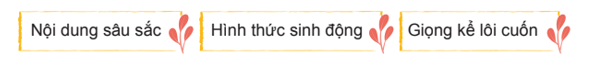 Nội dung sâu sắc
Hình thức sinh động
Giọng kể lôi cuốn